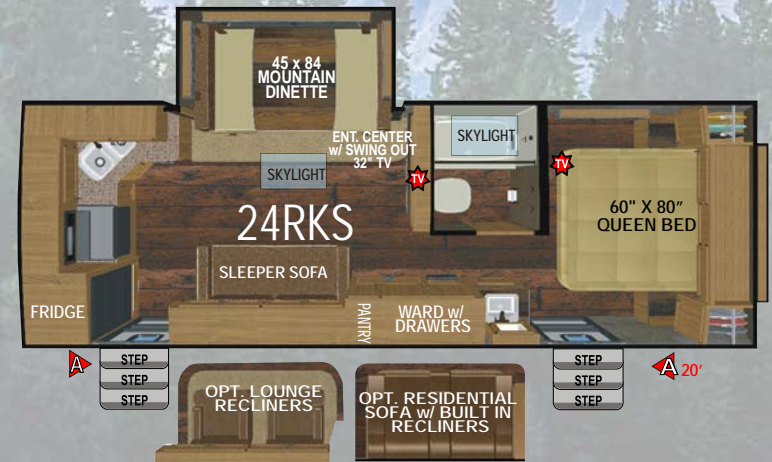 45 x 84
MOUNTAIN
DINETTE
ENT. CENTER
w/ SWING OUT
32" TV
SKYLIGHT
SKYLIGHT
TV
TV
60" X 80"
QUEEN BED
24RKS
SLEEPER SOFA
FRIDGE
PANTRY
WARD w/
DRAWERS
A
STEP
STEP
STEP
STEP
STEP
STEP
A 20'
OPT. LOUNGE
RECLINERS
OPT. RESIDENTIAL
SOFA w/ BUILT IN
RECLINERS